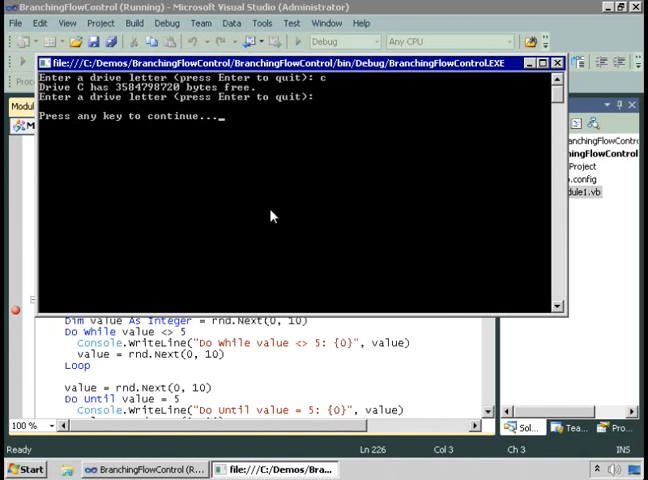 BranchingFlowControl (Running) - Microsoft Visual Studio (Administrator)
File Edit View Project Build Debug Team Data Tools Test Window Help
Debug Any CPU
file:///C:/Demos/BranchingFlowControl/bin/Debug/BranchingFlowControl.EXE
Enter a drive letter (press Enter to quit): c
Drive C has 3584798720 bytes free.
Enter a drive letter (press Enter to quit):
Press any key to continue..._
Dim value As Integer = rnd.Next(0, 10)
Do While value <> 5
Console.WriteLine("Do While value <> 5: {0}", value)
value = rnd.Next(0, 10)
Loop
value = rnd.Next(0, 10)
Do Until value = 5
Console.WriteLine("Do Until value = 5: {0}", value)
100 %
Sol... Tea... Pro...
Ready Ln 226 Col 3 Ch 3 INS
Start BranchingFlowControl (R... file:///C:/Demos/Bra...